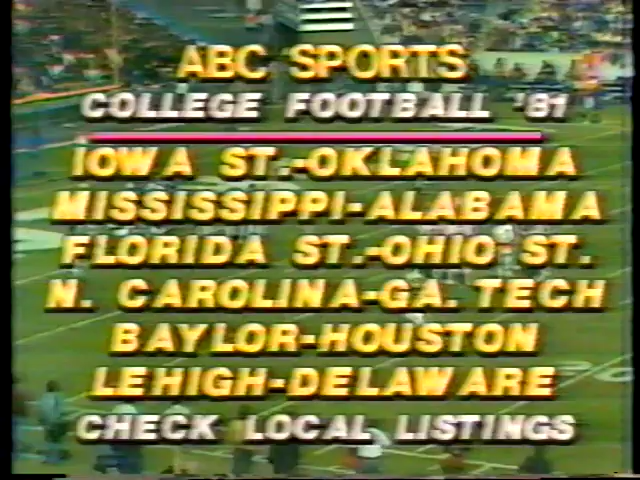 ABC SPORTS
COLLEGE FOOTBALL '81
IOWA ST.-OKLAHOMA
MISSISSIPPI-ALABAMA
FLORIDA ST.-OHIO ST.
N. CAROLINA-GA. TECH
BAYLOR-HOUSTON
LEHIGH-DELAWARE
CHECK LOCAL LISTINGS